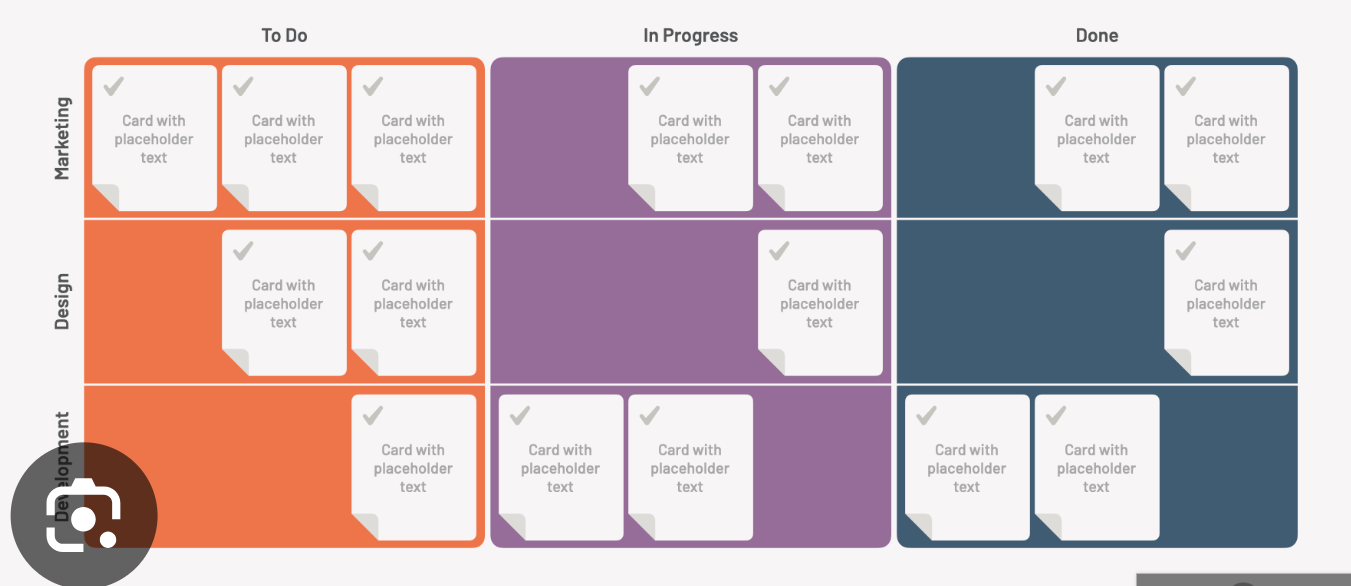 To Do
In Progress
Done
Marketing
Card with
placeholder
text
Card with
placeholder
text
Card with
placeholder
text
Card with
placeholder
text
Card with
placeholder
text
Card with
placeholder
text
Card with
placeholder
text
Design
Card with
placeholder
text
Card with
placeholder
text
Card with
placeholder
text
Card with
placeholder
text
Development
Card with
placeholder
text
Card with
placeholder
text
Card with
placeholder
text
Card with
placeholder
text
Card with
placeholder
text